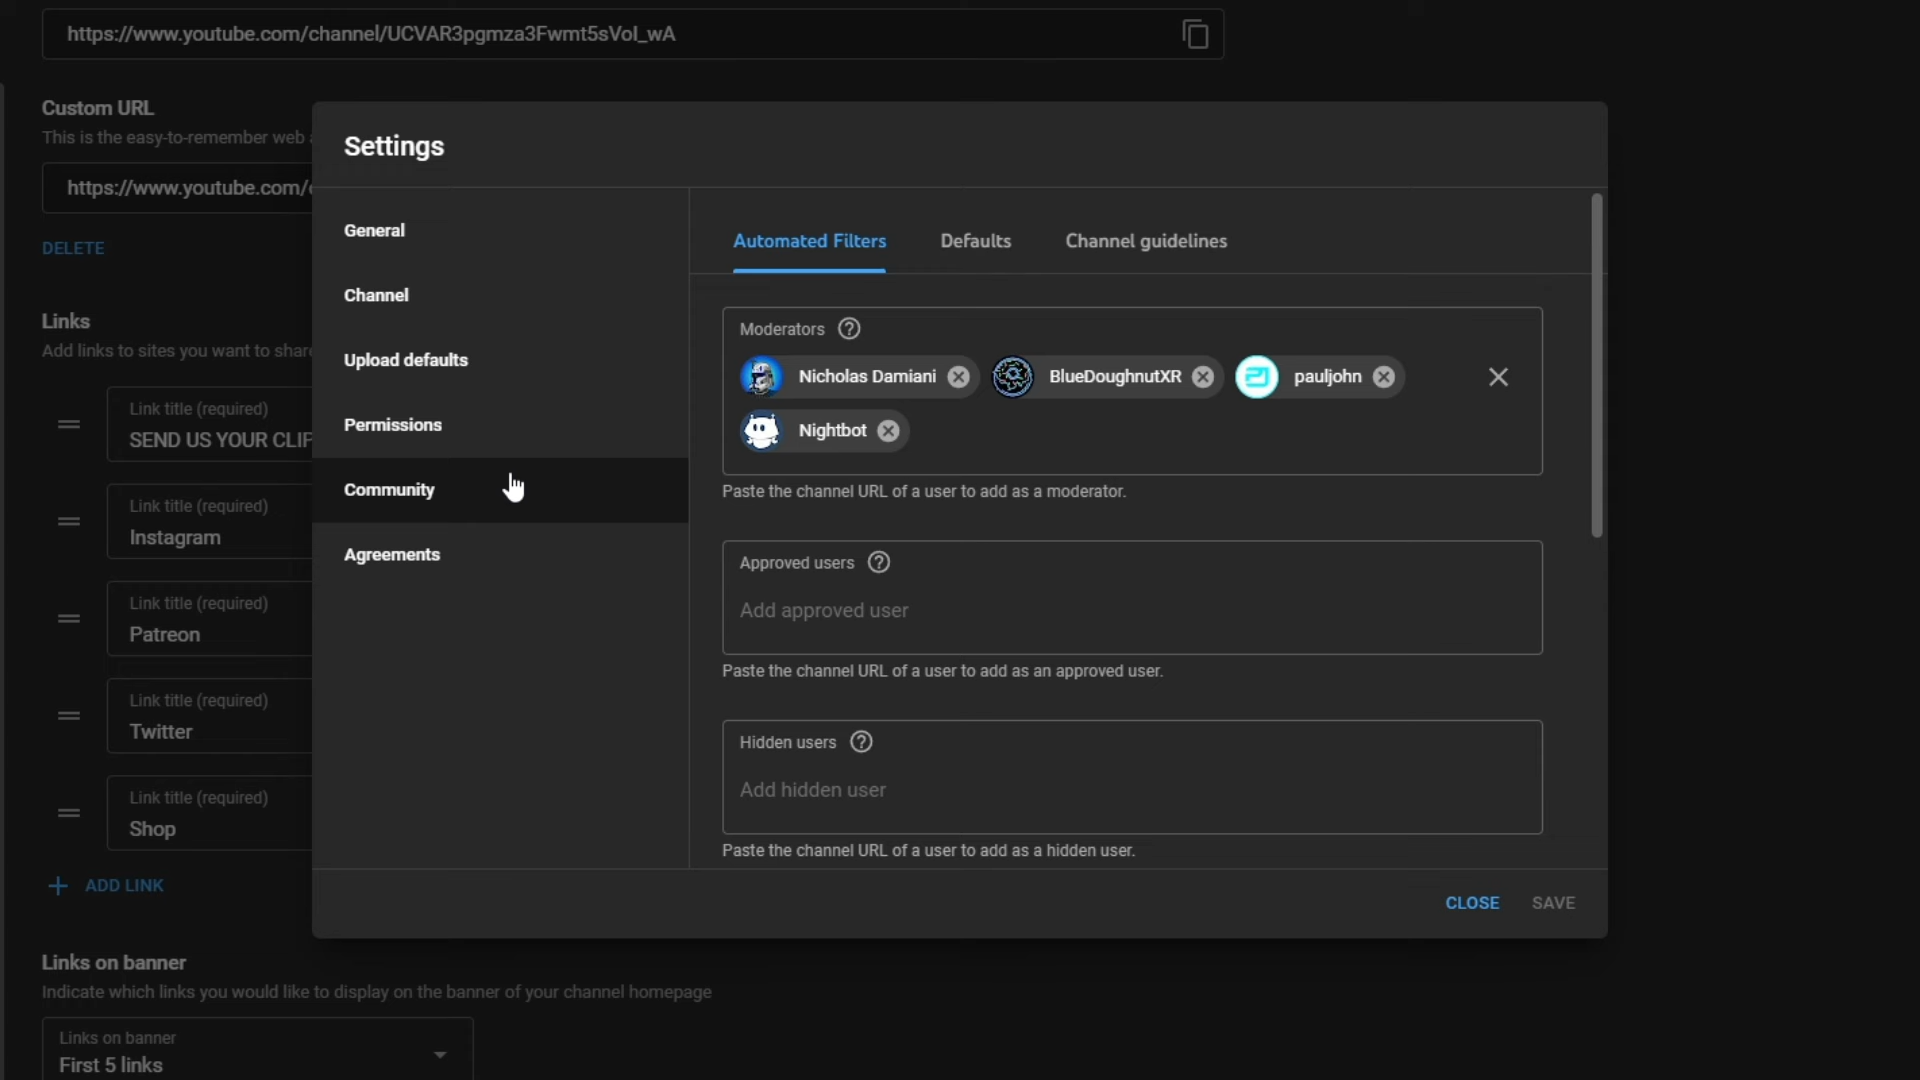 https://www.youtube.com/channel/UCVAR3pgmza3Fwmt5sVol_wA
Custom URL
This is the easy-to-remember web
https://www.youtube.com/
DELETE
Links
Add links to sites you want to share
Link title (required)
SEND US YOUR CLIP
Link title (required)
Instagram
Link title (required)
Patreon
Link title (required)
Twitter
Link title (required)
Shop
ADD LINK
Links on banner
Indicate which links you would like to display on the banner of your channel homepage
Links on banner
First 5 links
Settings
General
Channel
Upload defaults
Permissions
Community
Agreements
Automated Filters Defaults Channel guidelines
Moderators
Nicholas Damiani BlueDoughnutXR pauljohn
Nightbot
Paste the channel URL of a user to add as a moderator.
Approved users
Add approved user
Paste the channel URL of a user to add as an approved user.
Hidden users
Add hidden user
Paste the channel URL of a user to add as a hidden user.
CLOSE SAVE